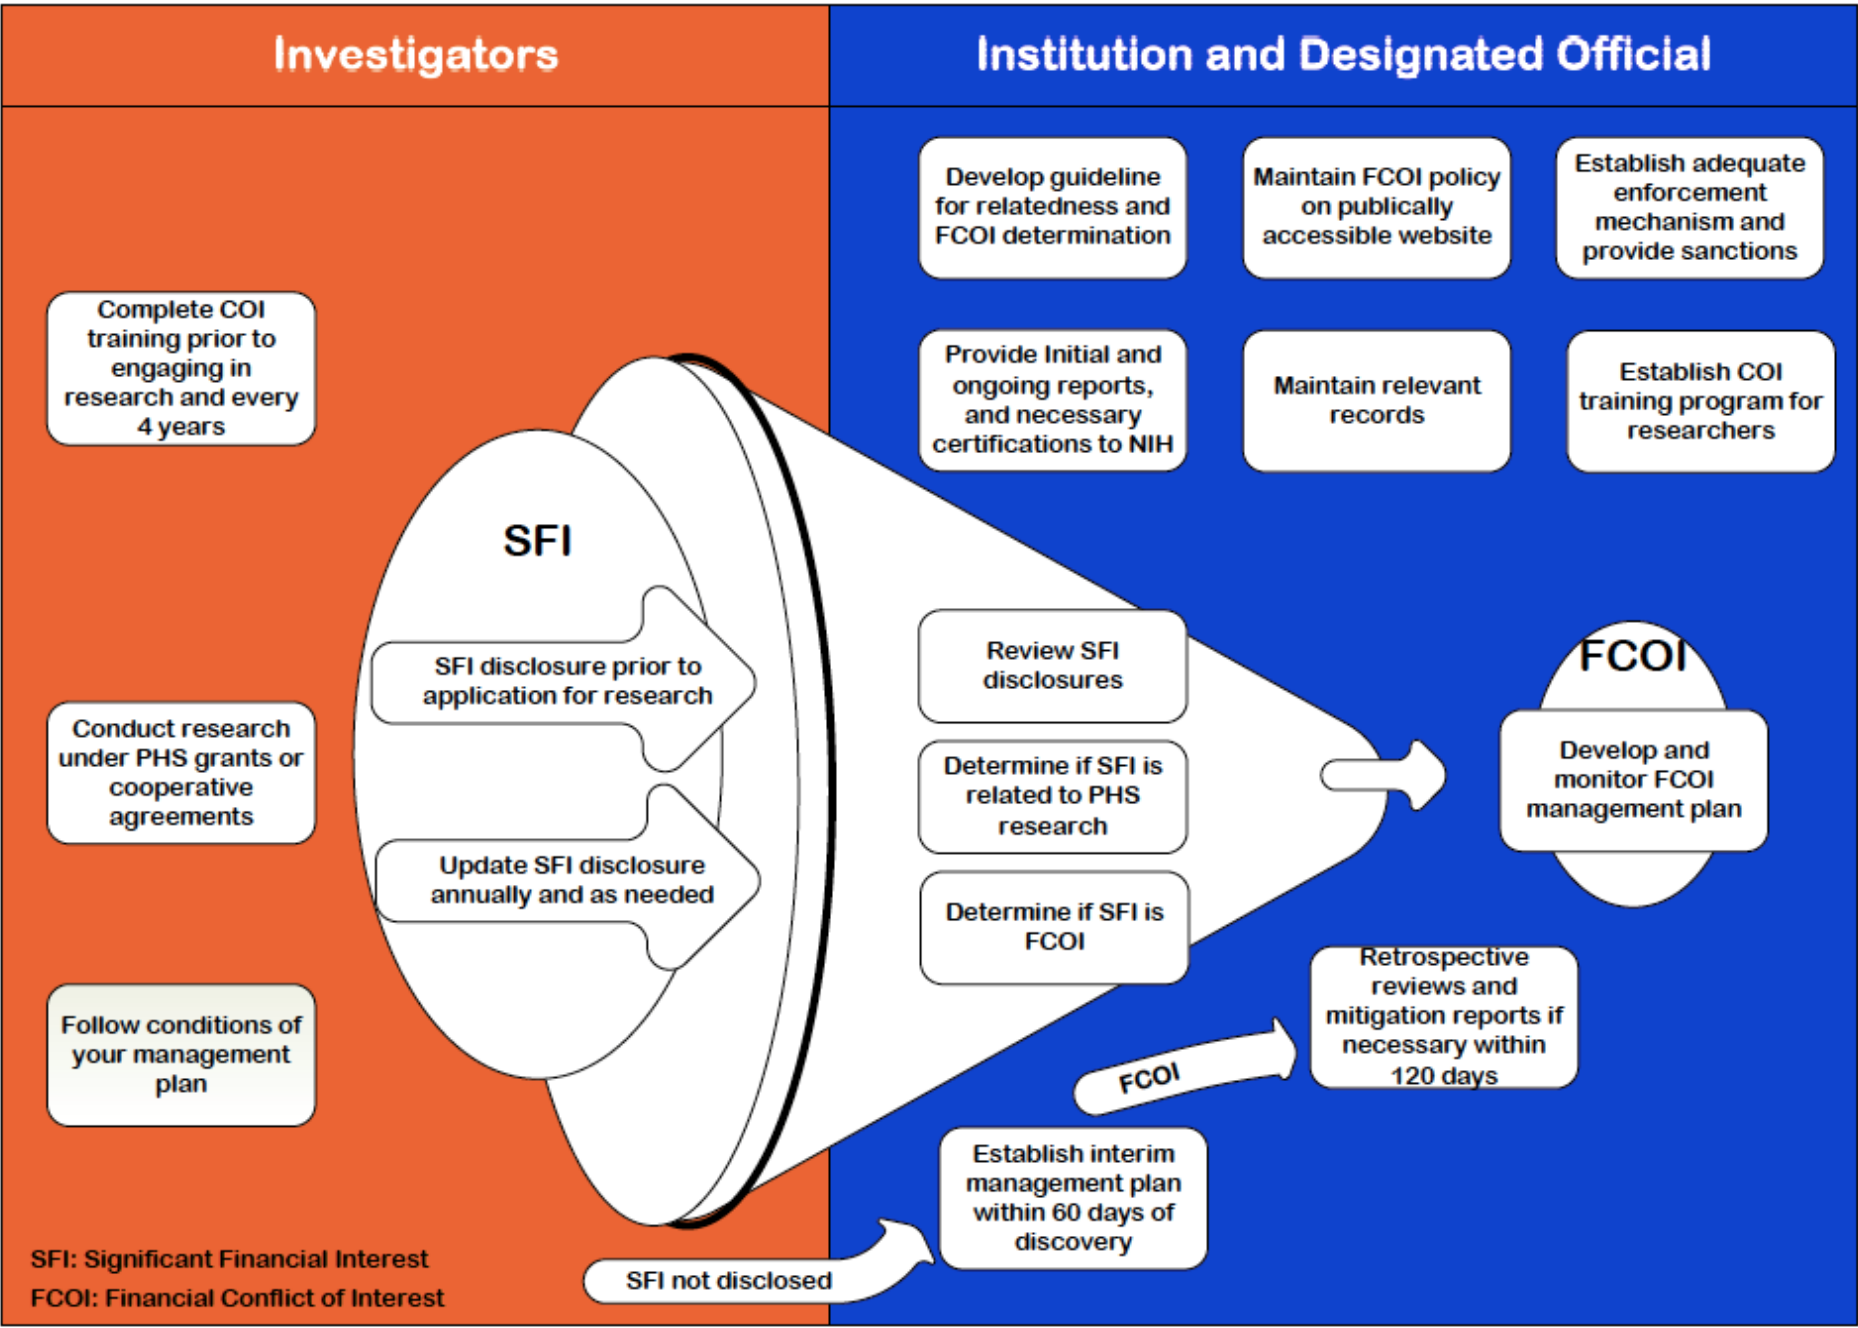 Investigators
Institution and Designated Official
Complete COI
training prior to
engaging in
research and every
4 years
Conduct research
under PHS grants or
cooperative
agreements
Follow conditions of
your management
plan
SFI
SFI disclosure prior to
application for research
Update SFI disclosure
annually and as needed
SFI: Significant Financial Interest
FCOI: Financial Conflict of Interest
Develop guideline
for relatedness and
FCOI determination
Maintain FCOI policy
on publically
accessible website
Establish adequate
enforcement
mechanism and
provide sanctions
Provide Initial and
ongoing reports,
and necessary
certifications to NIH
Maintain relevant
records
Establish COI
training program for
researchers
Review SFI
disclosures
Determine if SFI is
related to PHS
research
Determine if SFI is
FCOI
FCOI
Develop and
monitor FCOI
management plan
SFI not disclosed
Establish interim
management plan
within 60 days of
discovery
FCOI
Retrospective
reviews and
mitigation reports if
necessary within
120 days